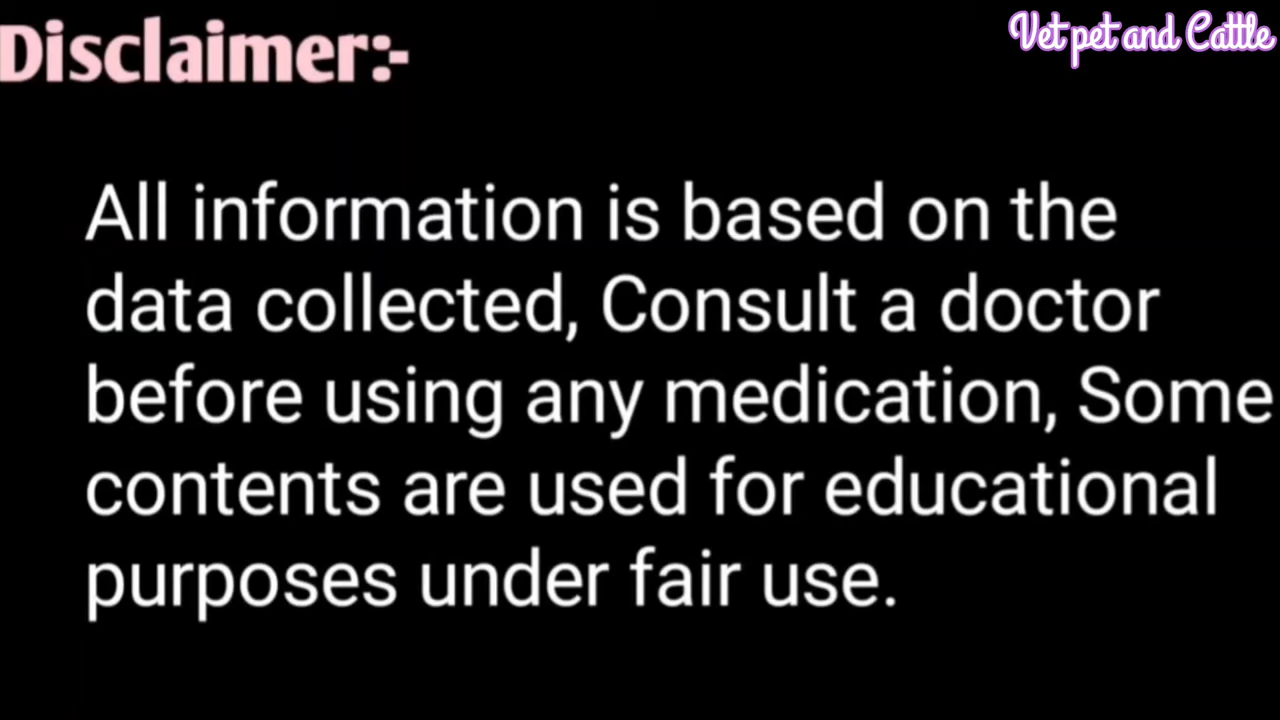 Disclaimer:-
Vet pet and Cattle
All information is based on the
data collected, Consult a doctor
before using any medication, Some
contents are used for educational
purposes under fair use.